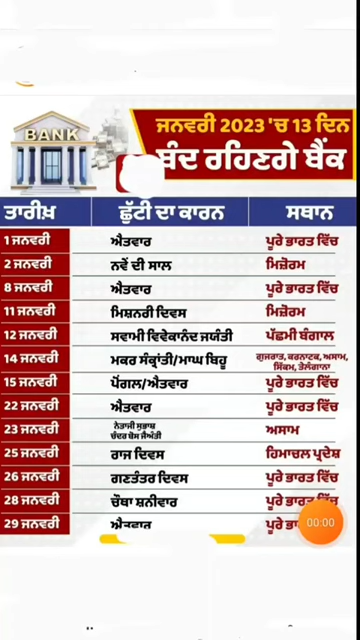 BANK
ਜਨਵਰੀ 2023 'ਚ 13 ਦਿਨ
ਬੰਦ ਰਹਿਣਗੇ ਬੈਂਕ
ਤਾਰੀਖ਼ ਛੁੱਟੀ ਦਾ ਕਾਰਨ ਸਥਾਨ
1 ਜਨਵਰੀ ਐਤਵਾਰ ਪੂਰੇ ਭਾਰਤ ਵਿੱਚ
2 ਜਨਵਰੀ ਨਵੇਂ ਦੀ ਸਾਲ ਮਿਜ਼ੋਰਮ
8 ਜਨਵਰੀ ਐਤਵਾਰ ਪੂਰੇ ਭਾਰਤ ਵਿੱਚ
11 ਜਨਵਰੀ ਮਿਸ਼ਨਰੀ ਦਿਵਸ ਮਿਜ਼ੋਰਮ
12 ਜਨਵਰੀ ਸਵਾਮੀ ਵਿਵੇਕਾਨੰਦ ਜਯੰਤੀ ਪੱਛਮੀ ਬੰਗਾਲ
14 ਜਨਵਰੀ ਮਕਰ ਸੰਕ੍ਰਾਂਤੀ/ਮਾਘ ਬਿਹੂ ਗੁਜਰਾਤ, ਕਰਨਾਟਕ, ਅਸਾਮ,
ਸਿੱਕਮ, ਤੇਲੰਗਾਨਾ
15 ਜਨਵਰੀ ਪੋਂਗਲ/ਐਤਵਾਰ ਪੂਰੇ ਭਾਰਤ ਵਿੱਚ
22 ਜਨਵਰੀ ਐਤਵਾਰ ਪੂਰੇ ਭਾਰਤ ਵਿੱਚ
23 ਜਨਵਰੀ ਨੇਤਾਜੀ ਸੁਭਾਸ਼ ਅਸਾਮ
ਚੰਦਰ ਬੋਸ ਜੈਅੰਤੀ
25 ਜਨਵਰੀ ਰਾਜ ਦਿਵਸ ਹਿਮਾਚਲ ਪ੍ਰਦੇਸ਼
26 ਜਨਵਰੀ ਗਣਤੰਤਰ ਦਿਵਸ ਪੂਰੇ ਭਾਰਤ ਵਿੱਚ
28 ਜਨਵਰੀ ਚੌਥਾ ਸ਼ਨੀਵਾਰ ਪੂਰੇ ਭਾਰਤ ਵਿੱਚ
29 ਜਨਵਰੀ ਐਤਵਾਰ ਪੂਰੇ
00:00